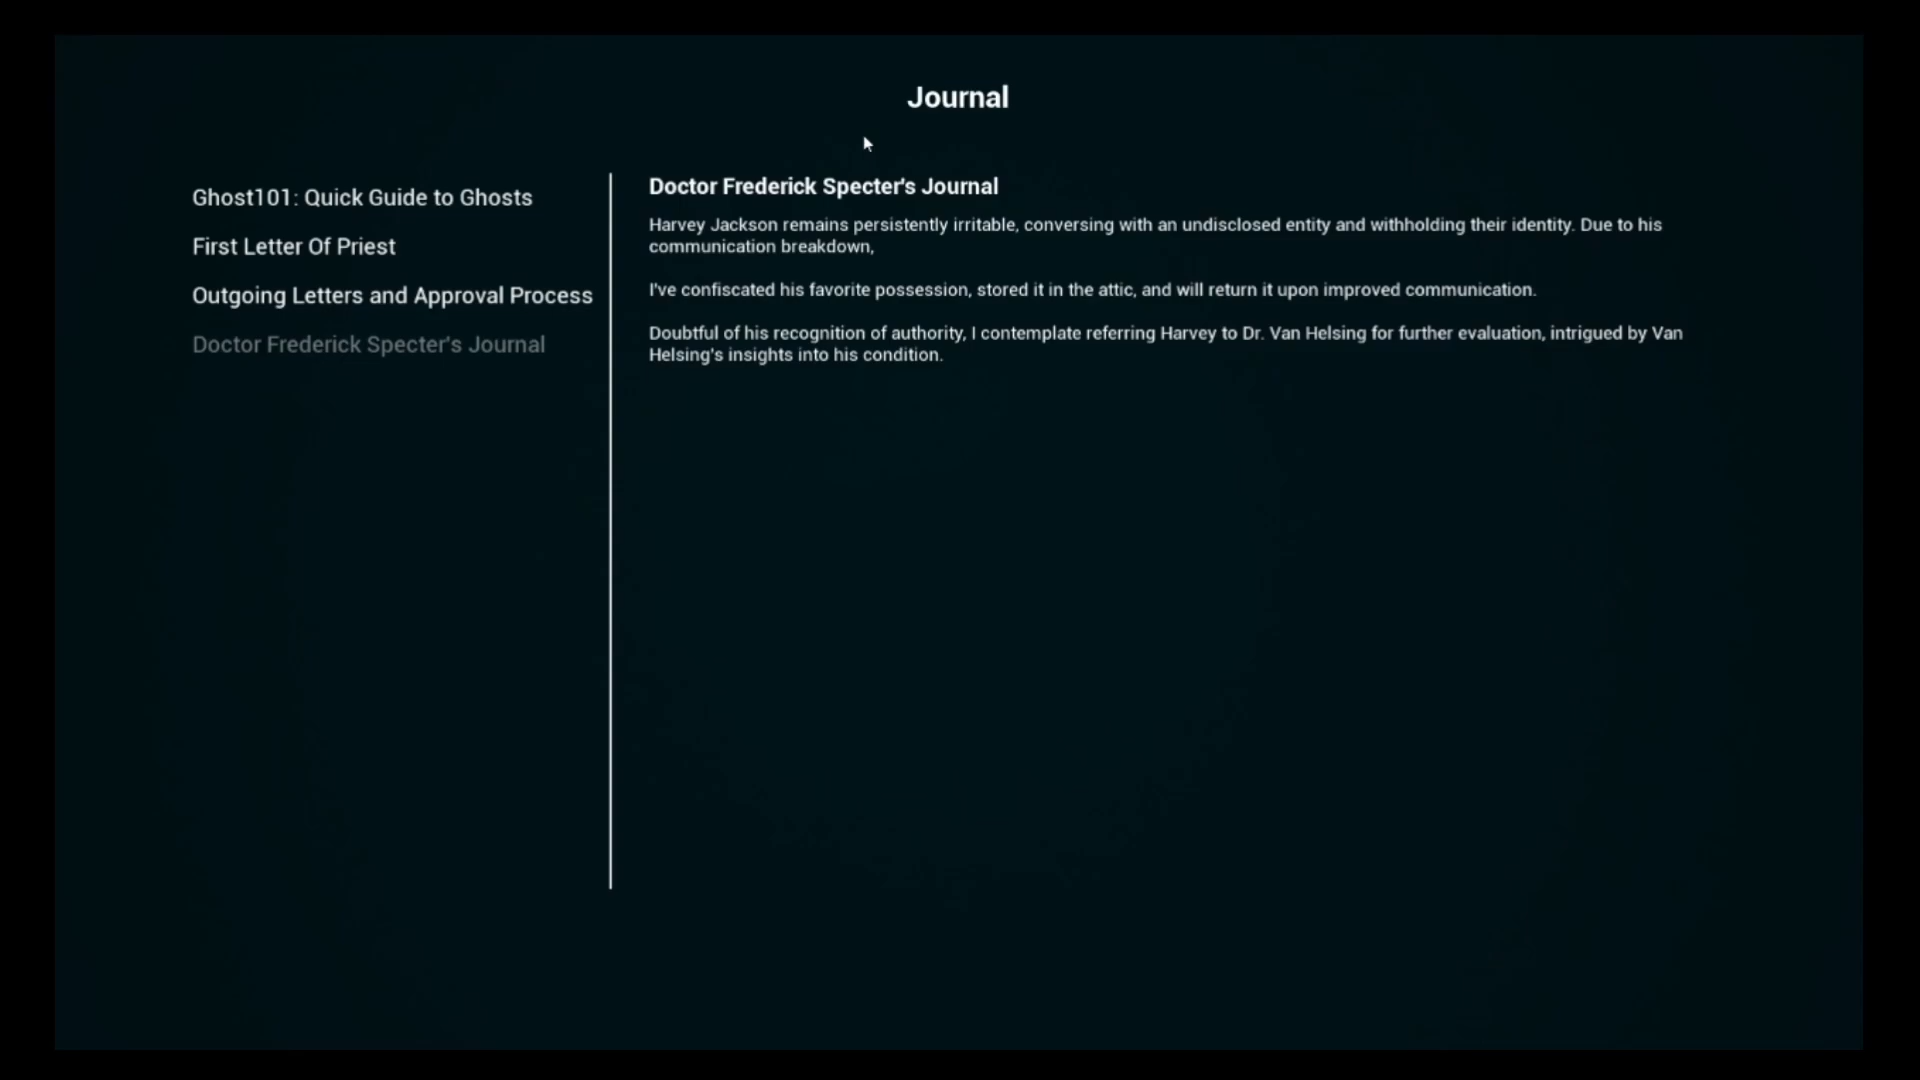 Journal
Ghost101: Quick Guide to Ghosts
First Letter Of Priest
Outgoing Letters and Approval Process
Doctor Frederick Specter's Journal
Doctor Frederick Specter's Journal
Harvey Jackson remains persistently irritable, conversing with an undisclosed entity and withholding their identity. Due to his
communication breakdown,
I've confiscated his favorite possession, stored it in the attic, and will return it upon improved communication.
Doubtful of his recognition of authority, I contemplate referring Harvey to Dr. Van Helsing for further evaluation, intrigued by Van
Helsing's insights into his condition.